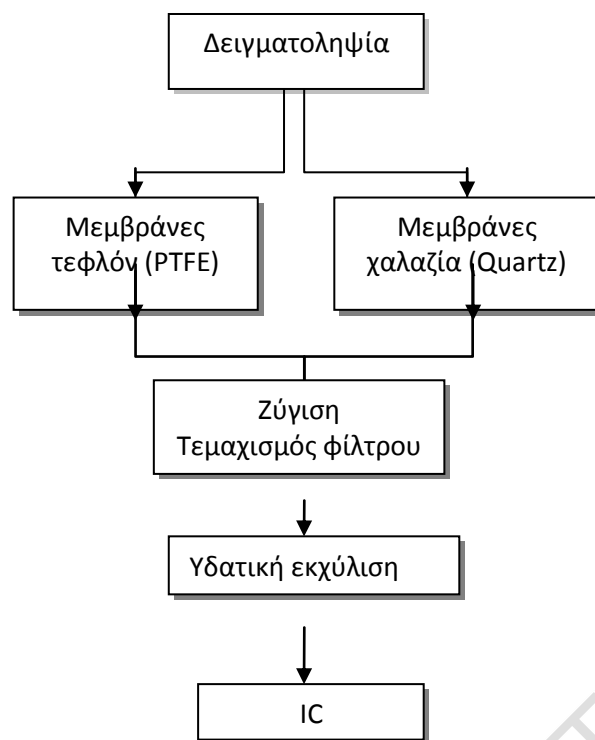 Δειγματοληψία
Μεμβράνες
τεφλόν (PTFE)
Μεμβράνες
χαλαζία (Quartz)
Ζύγιση
Τεμαχισμός φίλτρου
Υδατική εκχύλιση
IC